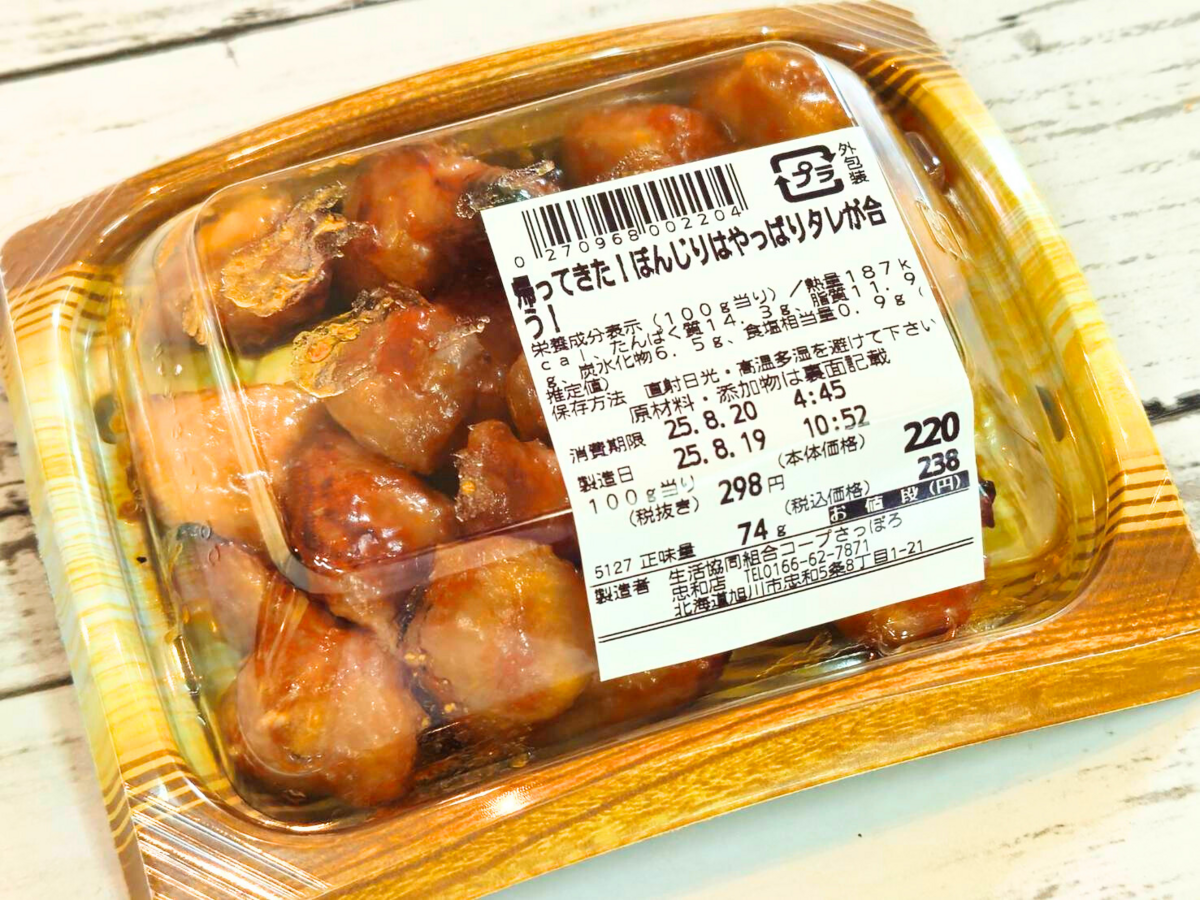 プラ
外包装
0 270968 002204
帰ってきた！ぼんじりはやっぱりタレが合
う！
栄養成分表示（100g当り）／熱量187k
cal、たんぱく質14.3g、脂質11.9
g、炭水化物6.5g、食塩相当量0.9g（
推定値）
保存方法 直射日光・高温多湿を避けて下さい
原材料・添加物は裏面記載
消費期限 25.8.20 4:45
製造日 25.8.19 10:52
100g当り (税抜き) 298円 (本体価格) 220
(税込価格) 238
5127 正味量 74g お値段(円)
製造者 生活協同組合コープさっぽろ
忠和店 TEL0166-62-7871
北海道旭川市忠和5条8丁目1-21